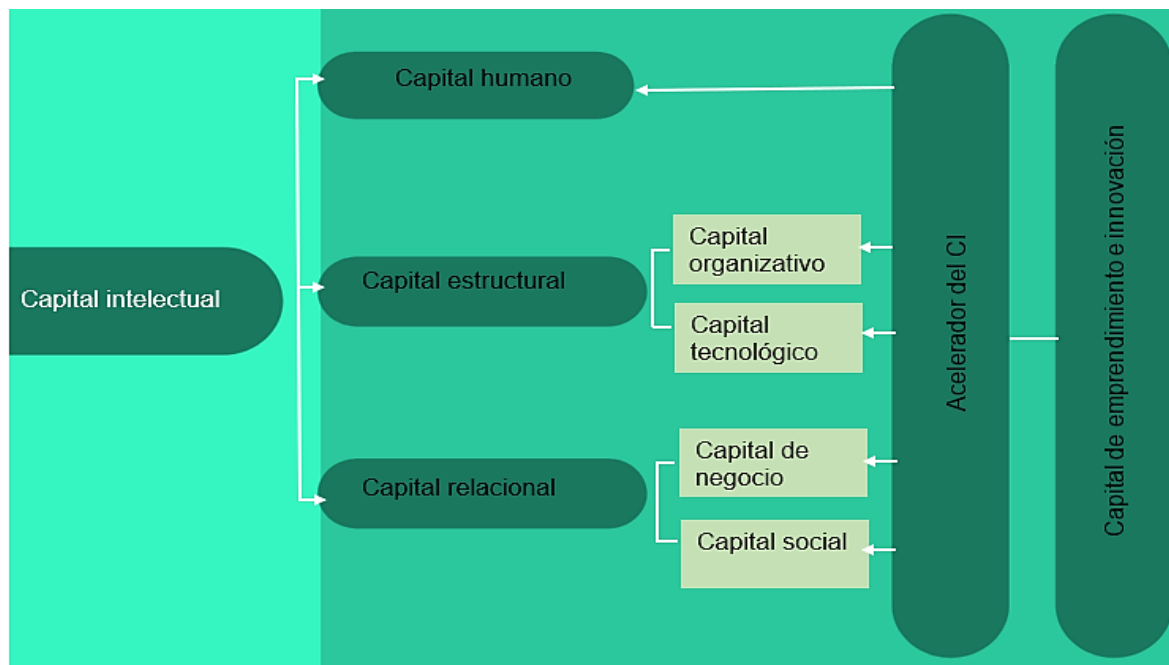 Capital intelectual
Capital humano
Capital estructural
Capital
organizativo
Capital
tecnológico
Capital relacional
Capital de
negocio
Capital social
Acelerador del CI
Capital de emprendimiento e innovación